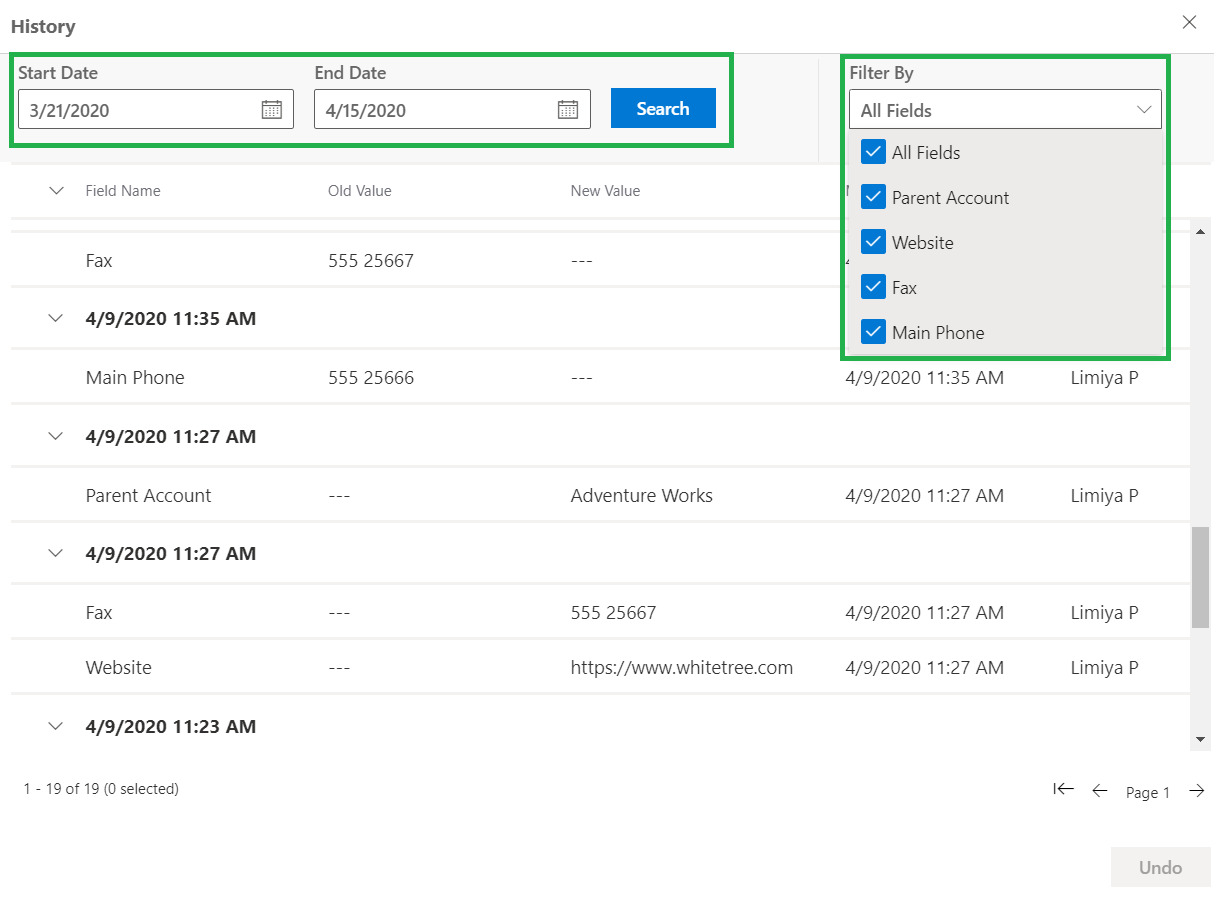 History
Start Date
End Date
Filter By
3/21/2020
4/15/2020
Search
All Fields
All Fields
Parent Account
Website
Fax
Main Phone
Field Name Old Value New Value
Fax 555 25667 ---
4/9/2020 11:35 AM
Main Phone 555 25666 --- 4/9/2020 11:35 AM Limiya P
4/9/2020 11:27 AM
Parent Account --- Adventure Works 4/9/2020 11:27 AM Limiya P
4/9/2020 11:27 AM
Fax --- 555 25667 4/9/2020 11:27 AM Limiya P
Website --- https://www.whitetree.com 4/9/2020 11:27 AM Limiya P
4/9/2020 11:23 AM
1 - 19 of 19 (0 selected)
Page 1
Undo